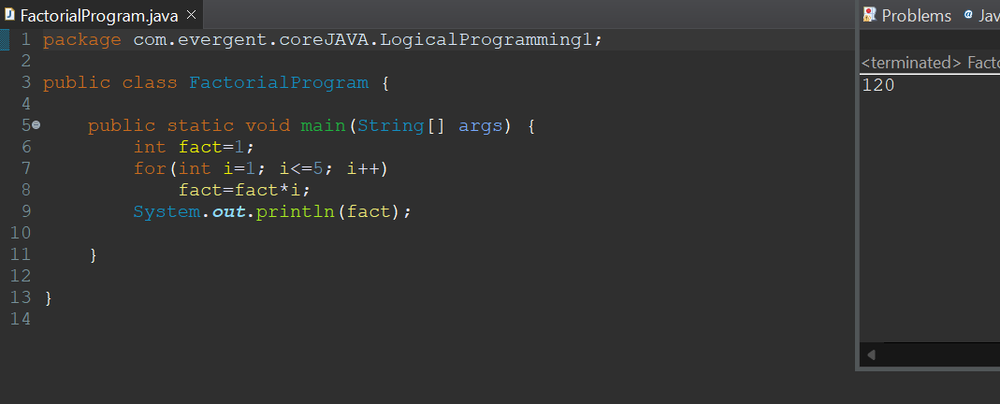 FactorialProgram.java
1 package com.evergent.coreJAVA.LogicalProgramming1;
2
3 public class FactorialProgram {
4
5 public static void main(String[] args) {
6 int fact=1;
7 for(int i=1; i<=5; i++)
8 fact=fact*i;
9 System.out.println(fact);
10
11 }
12
13 }
14
Problems @ Jav
<terminated> Facto
120